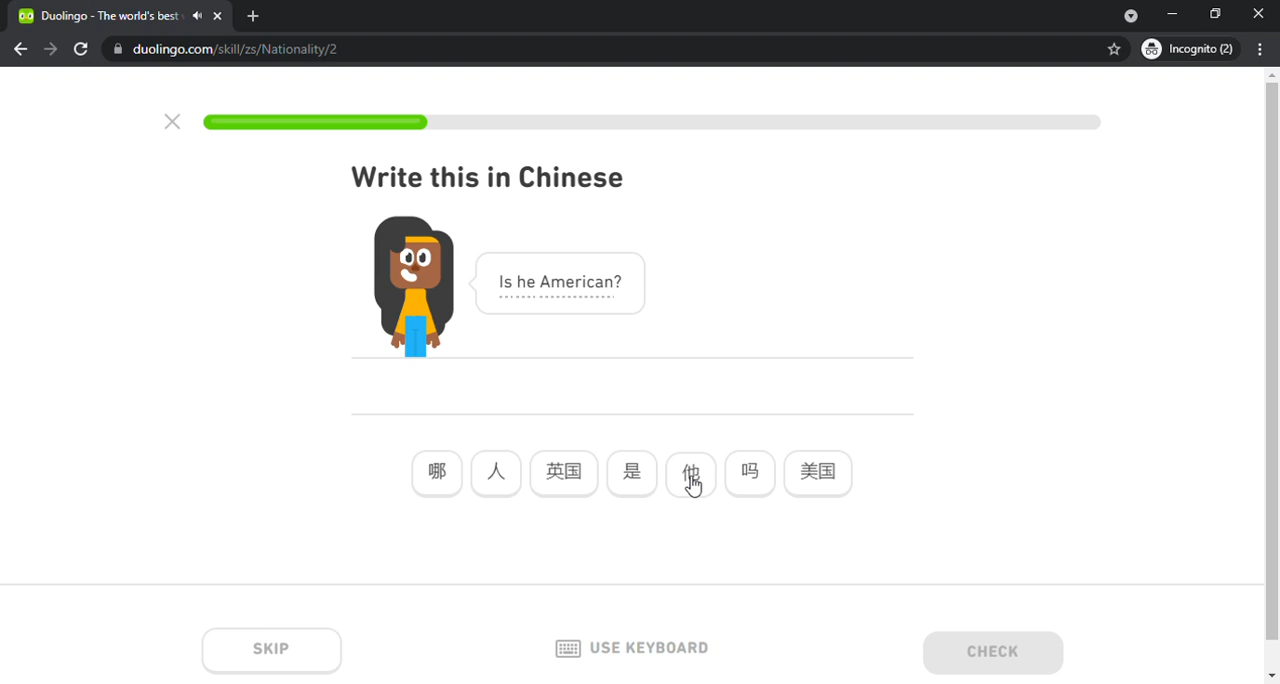 Duolingo - The world's best
duolingo.com/skill/zs/Nationality/2
Incognito (2)
Write this in Chinese
Is he American?
哪 人 英国 是 他 吗 美国
SKIP
USE KEYBOARD
CHECK